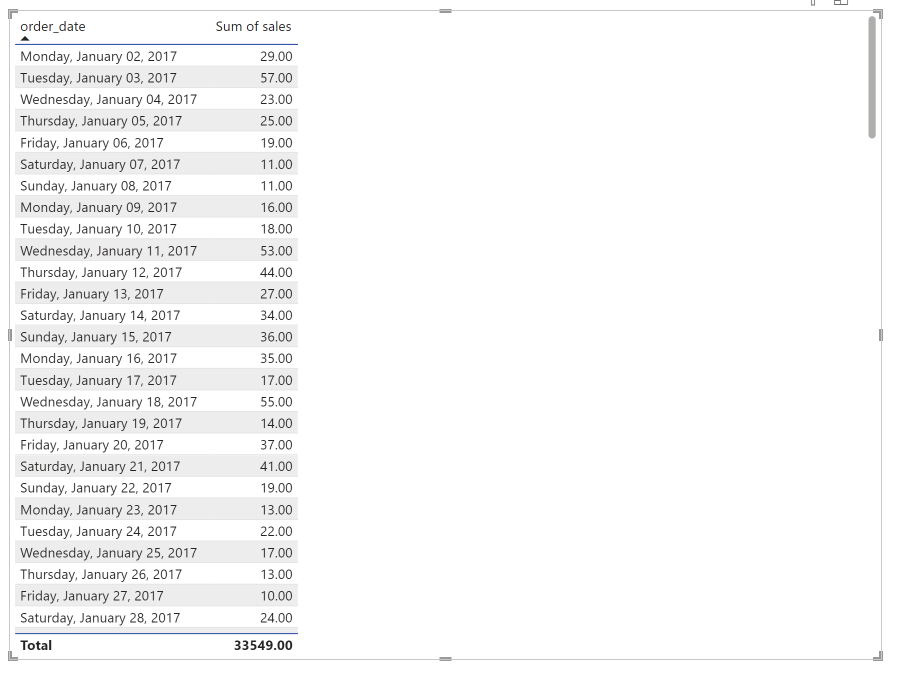 order_date Sum of sales
Monday, January 02, 2017 29.00
Tuesday, January 03, 2017 57.00
Wednesday, January 04, 2017 23.00
Thursday, January 05, 2017 25.00
Friday, January 06, 2017 19.00
Saturday, January 07, 2017 11.00
Sunday, January 08, 2017 11.00
Monday, January 09, 2017 16.00
Tuesday, January 10, 2017 18.00
Wednesday, January 11, 2017 53.00
Thursday, January 12, 2017 44.00
Friday, January 13, 2017 27.00
Saturday, January 14, 2017 34.00
Sunday, January 15, 2017 36.00
Monday, January 16, 2017 35.00
Tuesday, January 17, 2017 17.00
Wednesday, January 18, 2017 55.00
Thursday, January 19, 2017 14.00
Friday, January 20, 2017 37.00
Saturday, January 21, 2017 41.00
Sunday, January 22, 2017 19.00
Monday, January 23, 2017 13.00
Tuesday, January 24, 2017 22.00
Wednesday, January 25, 2017 17.00
Thursday, January 26, 2017 13.00
Friday, January 27, 2017 10.00
Saturday, January 28, 2017 24.00
Total 33549.00